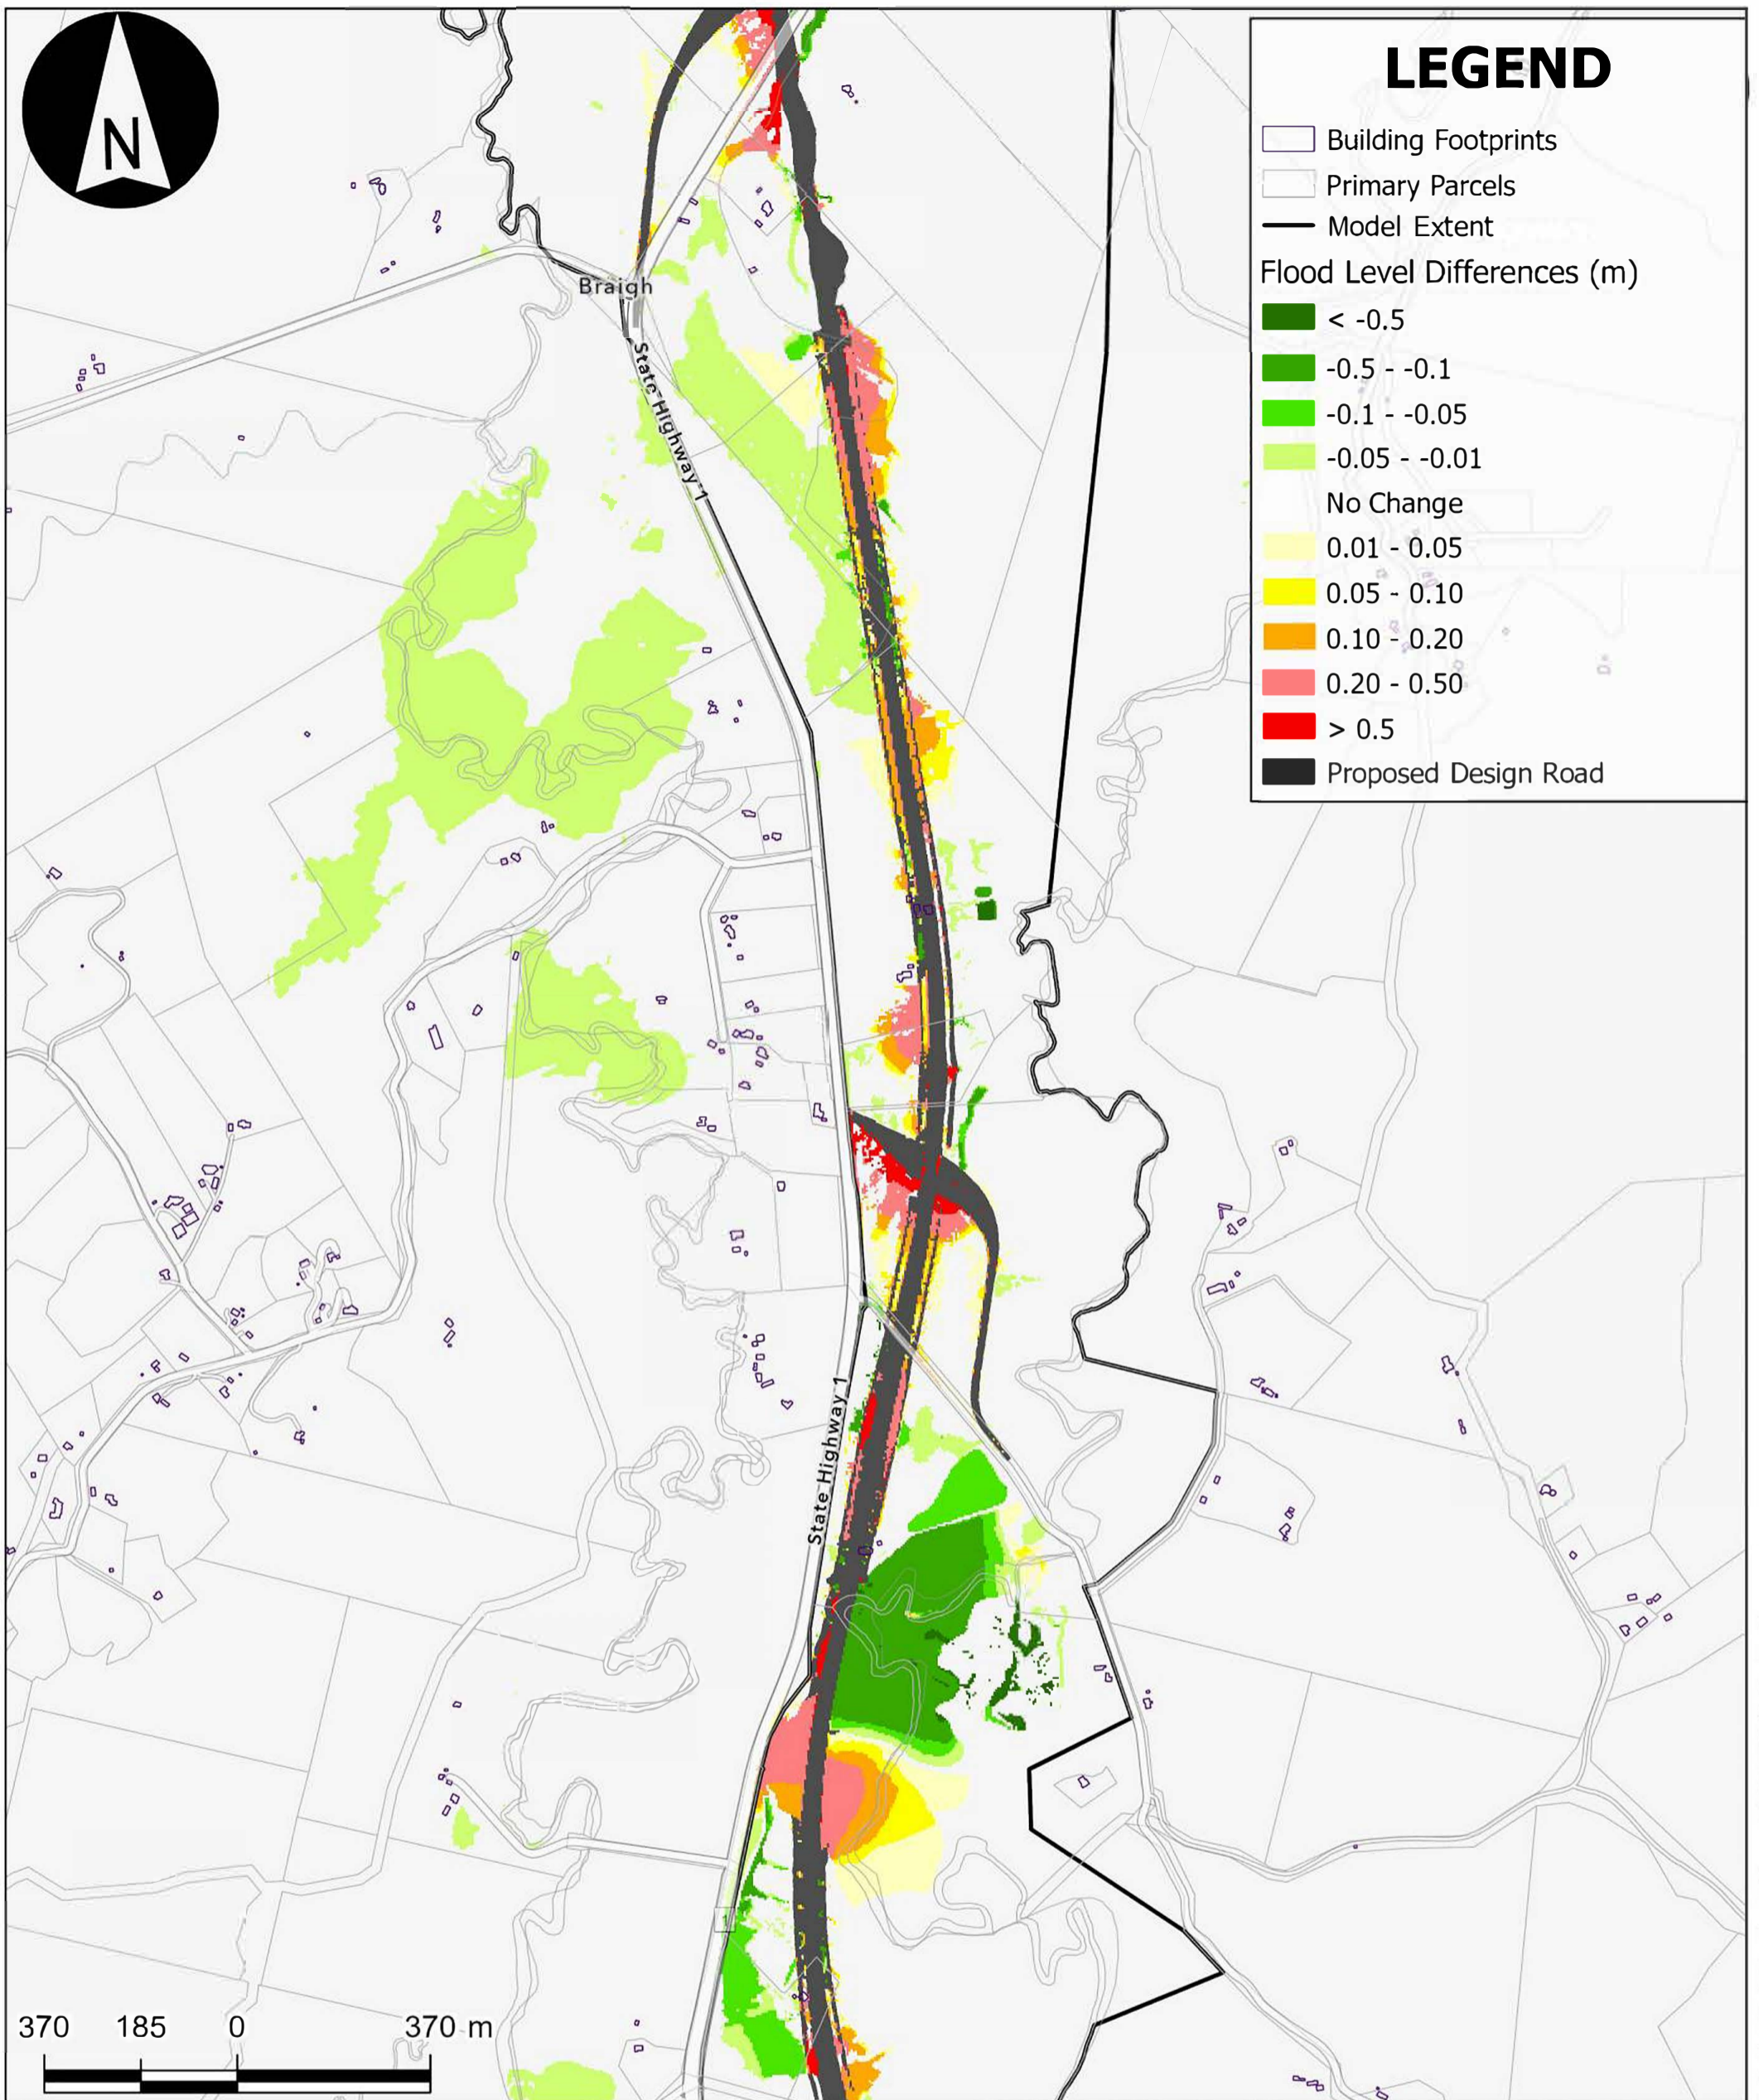 N
LEGEND
Building Footprints
Primary Parcels
Model Extent
Flood Level Differences (m)
< -0.5
-0.5 - -0.1
-0.1 - -0.05
-0.05 - -0.01
No Change
0.01 - 0.05
0.05 - 0.10
0.10 - 0.20
0.20 - 0.50
> 0.5
Proposed Design Road
Braigh
State Highway 1
State Highway 1
1
370 185 0 370 m